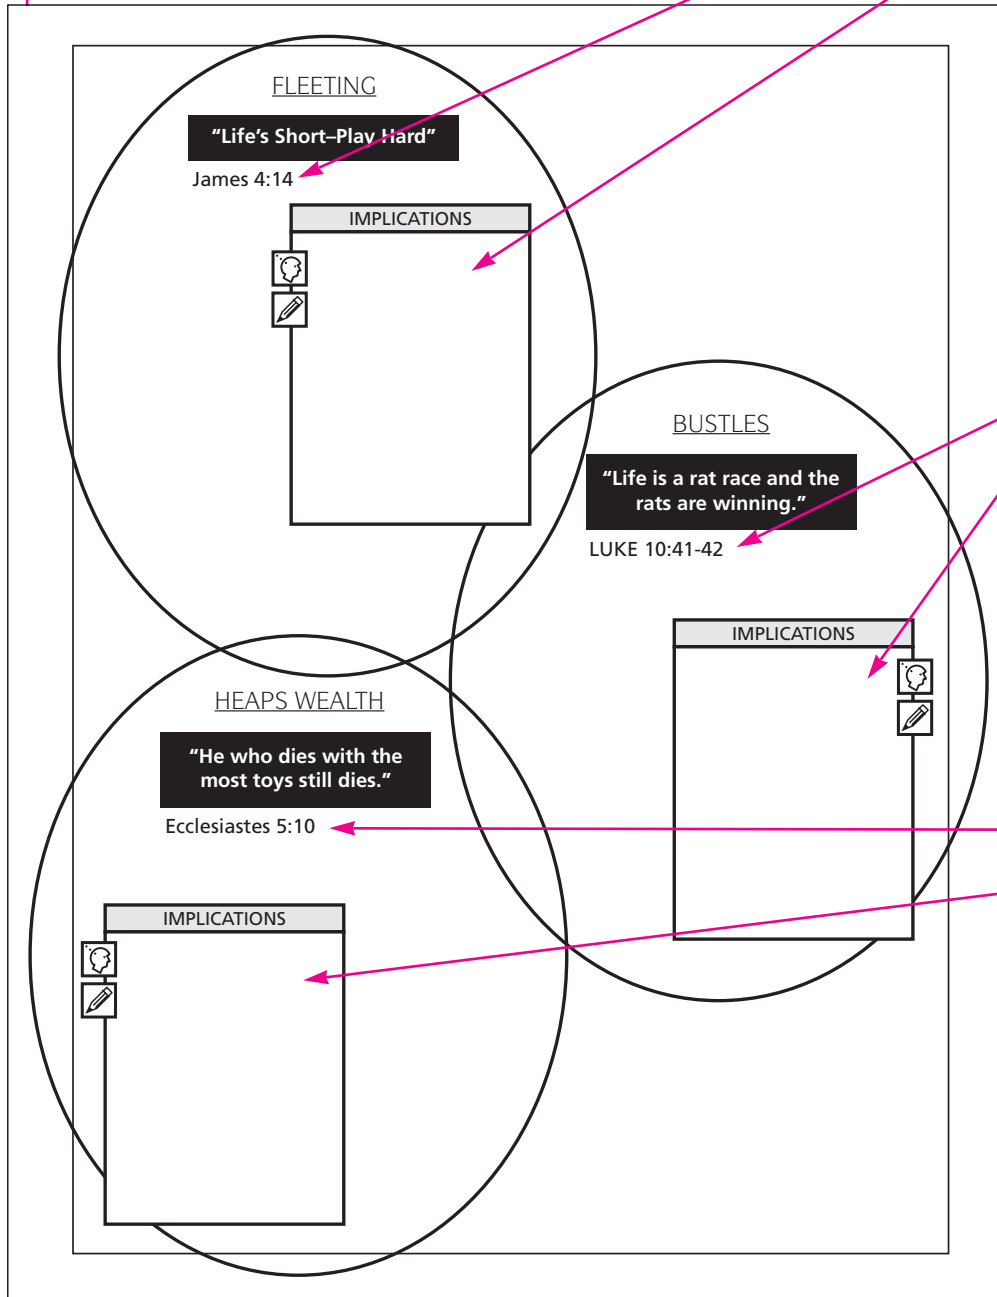 FLEETING
"Life's Short–Play Hard"
James 4:14
IMPLICATIONS
BUSTLES
"Life is a rat race and the
rats are winning."
LUKE 10:41-42
IMPLICATIONS
HEAPS WEALTH
"He who dies with the
most toys still dies."
Ecclesiastes 5:10
IMPLICATIONS